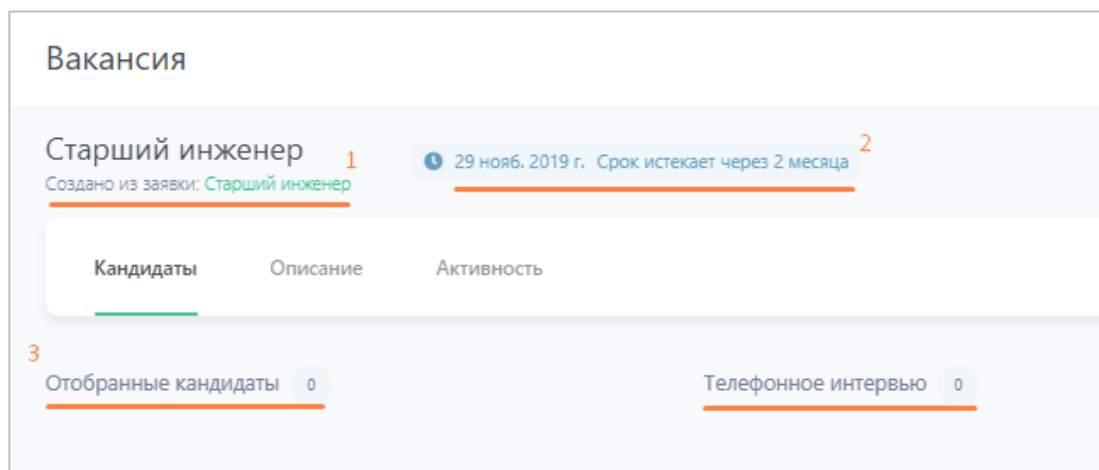 Вакансия
Старший инженер
1
29 нояб. 2019 г. Срок истекает через 2 месяца
2
Создано из заявки: Старший инженер
Кандидаты Описание Активность
3
Отобранные кандидаты 0 Телефонное интервью 0